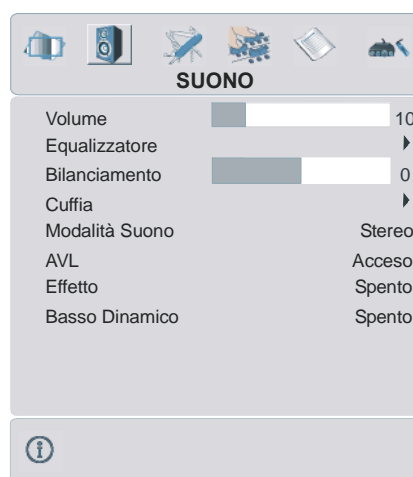 SUONO
Volume 10
Equalizzatore
Bilanciamento 0
Cuffia
Modalità Suono Stereo
AVL Acceso
Effetto Spento
Basso Dinamico Spento